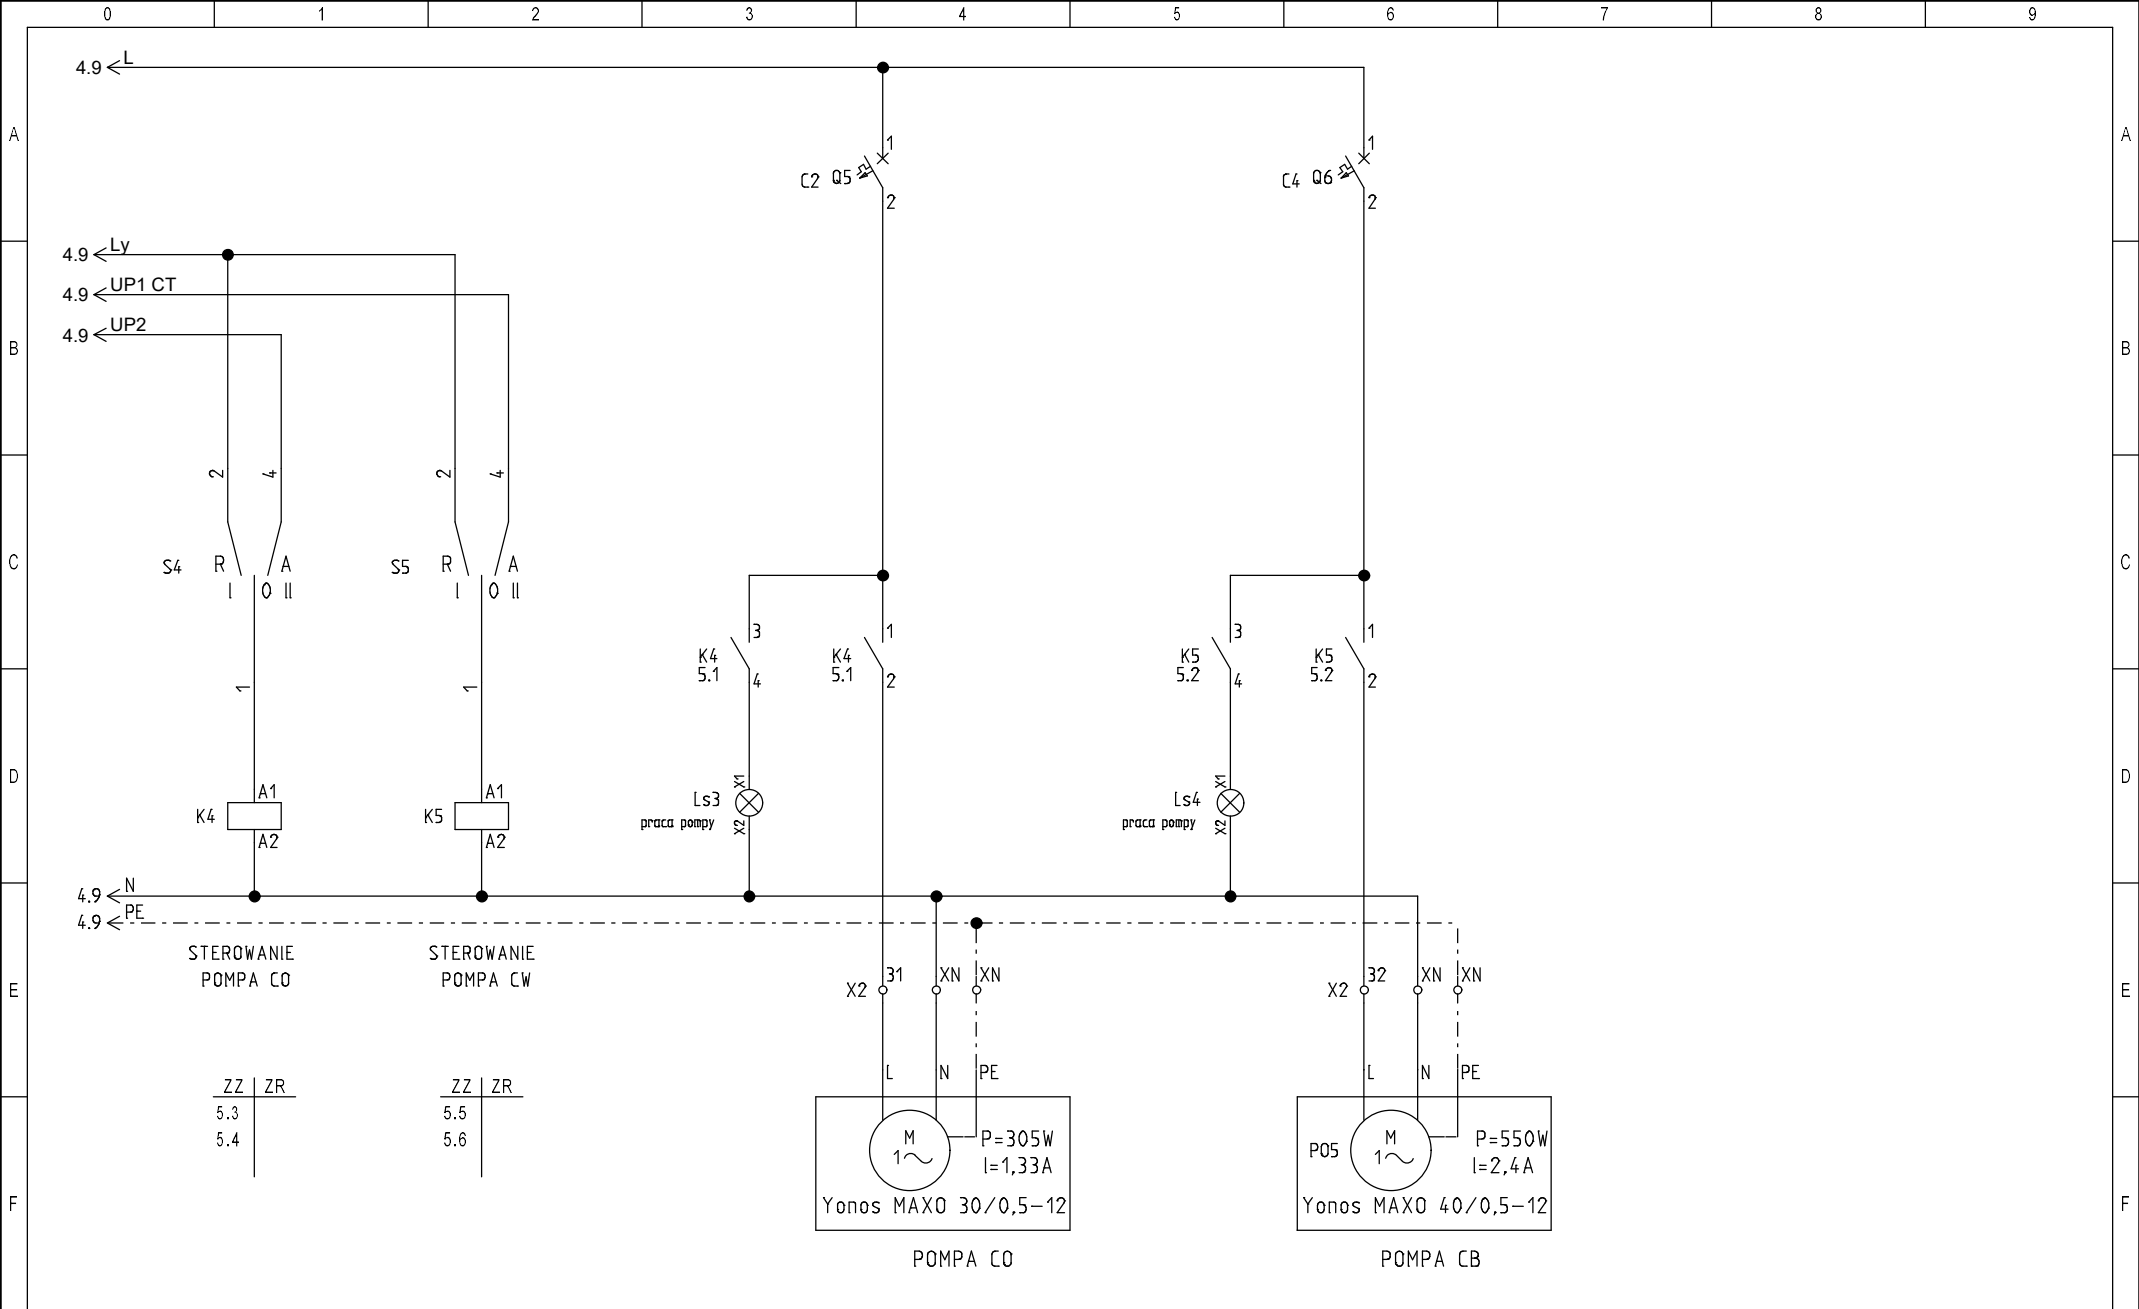 0 1 2 3 4 5 6 7 8 9
4.9 L
A A
1 1
C2 Q5 C4 Q6
2 2
4.9 Ly
4.9 UP1 CT
4.9 UP2
B B
2 4 2 4
C C
S4 R A S5 R A
I 0 II I 0 II
3 1 3 1
K4 K4 K5 K5
5.1 5.1 5.2 5.2
4 2 4 2
1 1
D D
X1 X1
A1 A1
Ls3 Ls4
K4 K5
praca pompy praca pompy
X2 X2
A2 A2
4.9 N
4.9 PE
STEROWANIE STEROWANIE
POMPA CO POMPA CW
31 XN XN 32 XN XN
E X2 X2 E
L N PE L N PE
ZZ ZR ZZ ZR
5.3 5.5
5.4 5.6
M P=305W P05 M P=550W
1 I=1,33A 1 I=2,4A
F Yonos MAXO 30/0,5-12 Yonos MAXO 40/0,5-12 F
POMPA CO POMPA CB